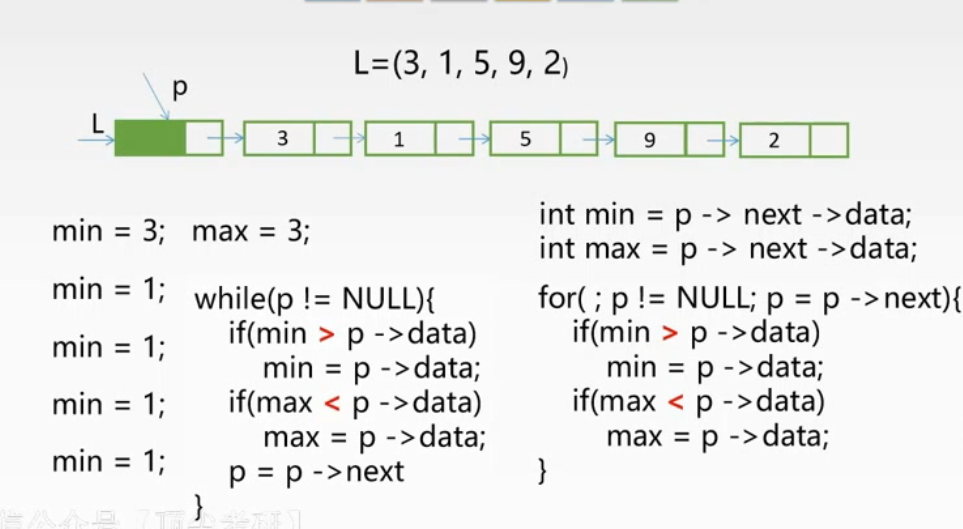 L=(3, 1, 5, 9, 2)
p
L
3 1 5 9 2
min = 3; max = 3;
min = 1;
min = 1;
min = 1;
min = 1;
while(p != NULL){
if(min > p ->data)
min = p ->data;
if(max < p ->data)
max = p ->data;
p = p ->next
}
int min = p -> next ->data;
int max = p -> next ->data;
for( ; p != NULL; p = p ->next){
if(min > p ->data)
min = p ->data;
if(max < p ->data)
max = p ->data;
}